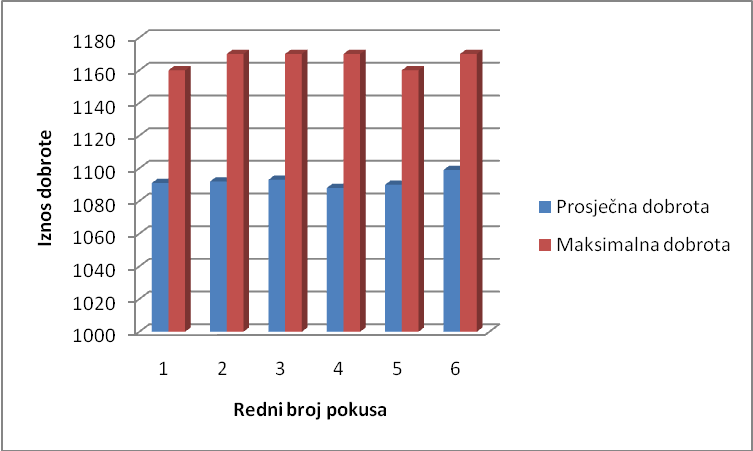 1180
1160
1140
1120
1100
1080
1060
1040
1020
1000
Iznos dobrote
1 2 3 4 5 6
Redni broj pokusa
Prosječna dobrota
Maksimalna dobrota